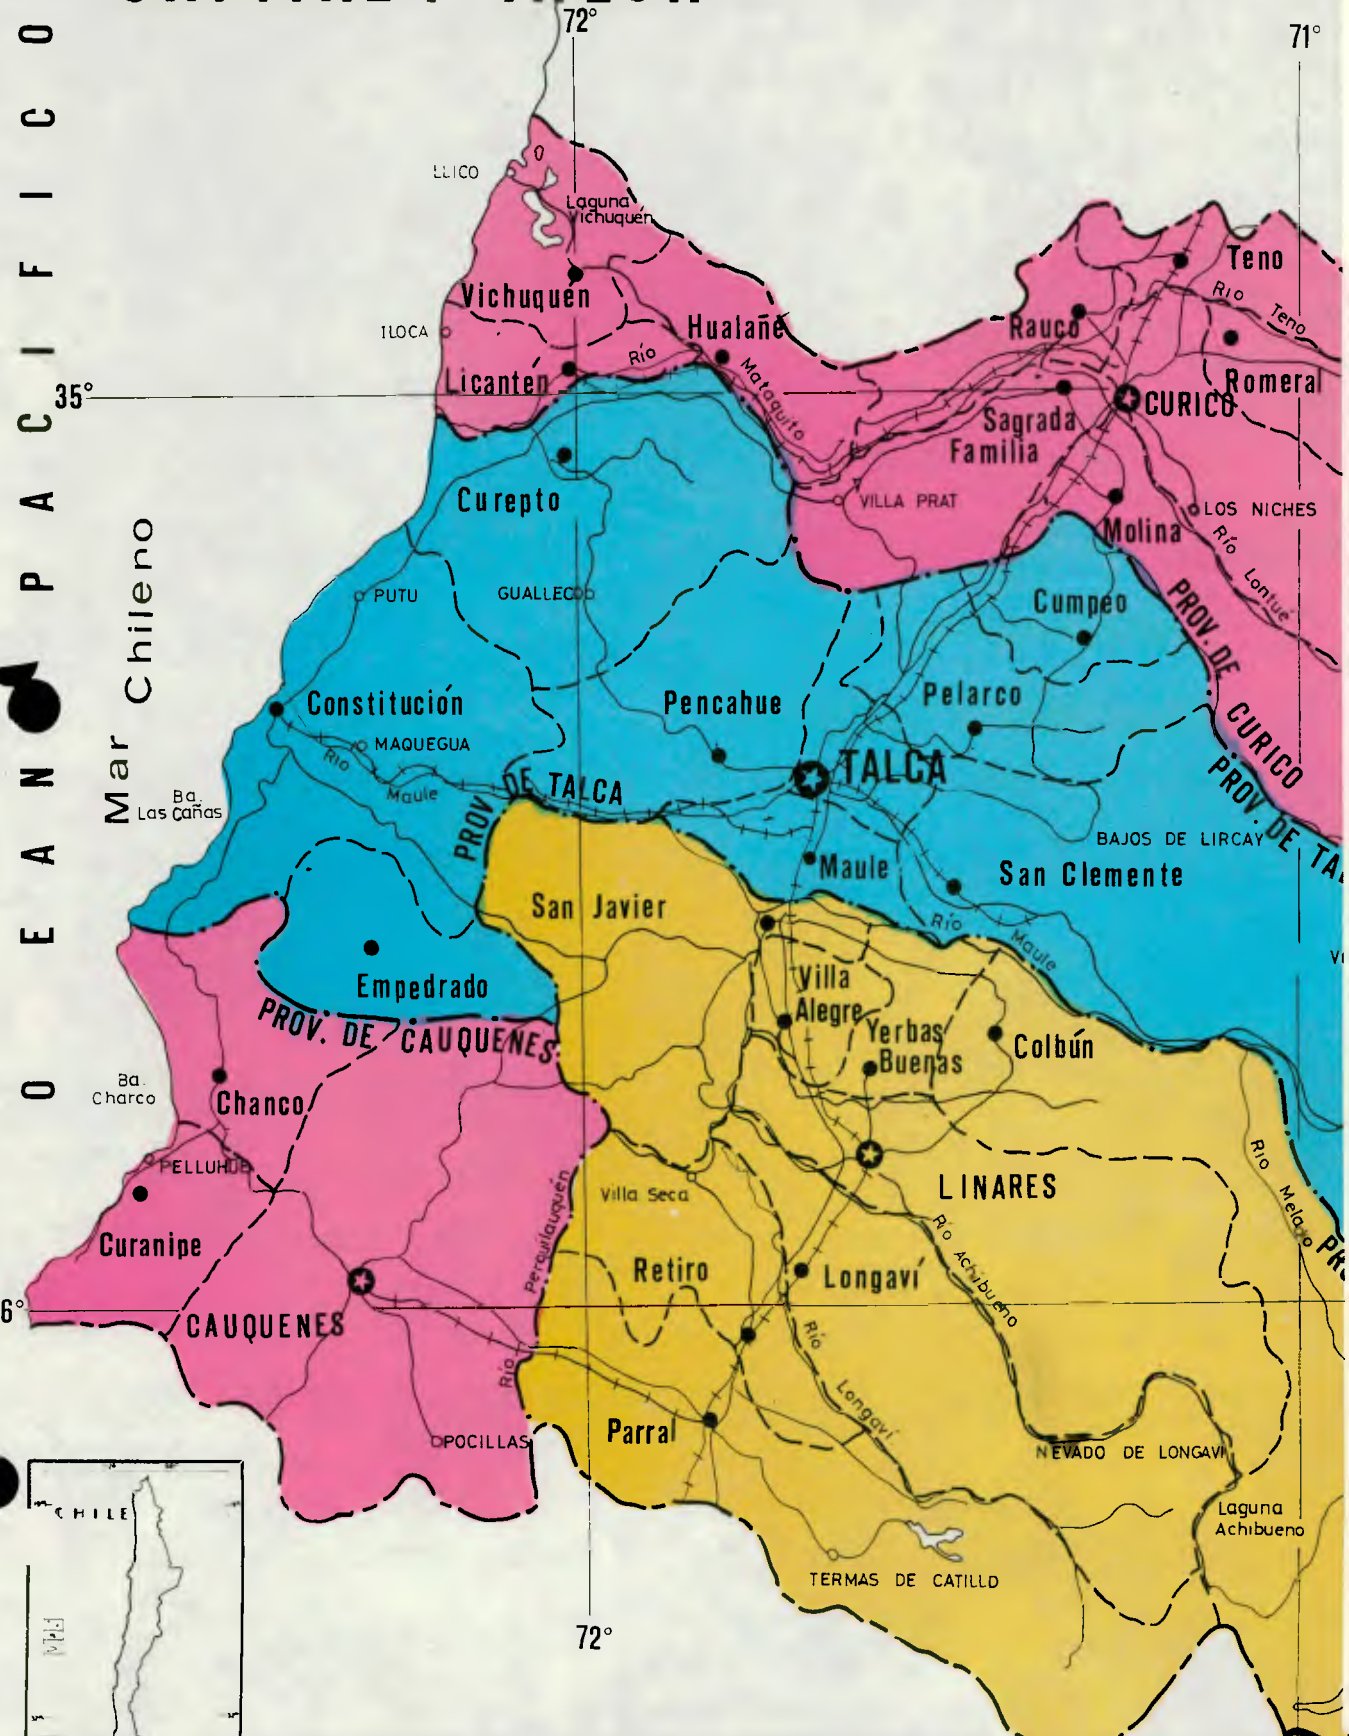 72°
71°
O E A N O P A C I F I C O
Mar Chileno
LLICO
Laguna
Vichuquén
Vichuquén
ILOCA
Hualañé
Licantén
Río
Mataquito
35°
Teno
Río Teno
Rauco
Romeral
CURICO
Sagrada
Familia
VILLA PRAT
LOS NICHES
Molina
Río Lontué
Curepto
PUTU
GUALLECO
Cumpeo
PROV. DE CURICO
PROV. DE TA
Constitución
Pencahue
Pelarco
MAQUEGUA
Río Maule
TALCA
PROV. DE TALCA
Ba.
Las Cañas
BAJOS DE LIRCAY
Maule
San Clemente
San Javier
Río Maule
Empedrado
Villa
Alegre
PROV. DE CAUQUENES
Yerbas
Buenas
Colbún
Ba.
Charco
Chanco
PELLUHUE
LINARES
Villa Seca
Río Melado
PRO
Curanipe
Río Perquilauquén
Retiro
Longaví
Río Achibueno
6°
CAUQUENES
Río Longaví
Parral
POCILLAS
NEVADO DE LONGAVI
CHILE
Laguna
Achibueno
TERMAS DE CATILLO
72°